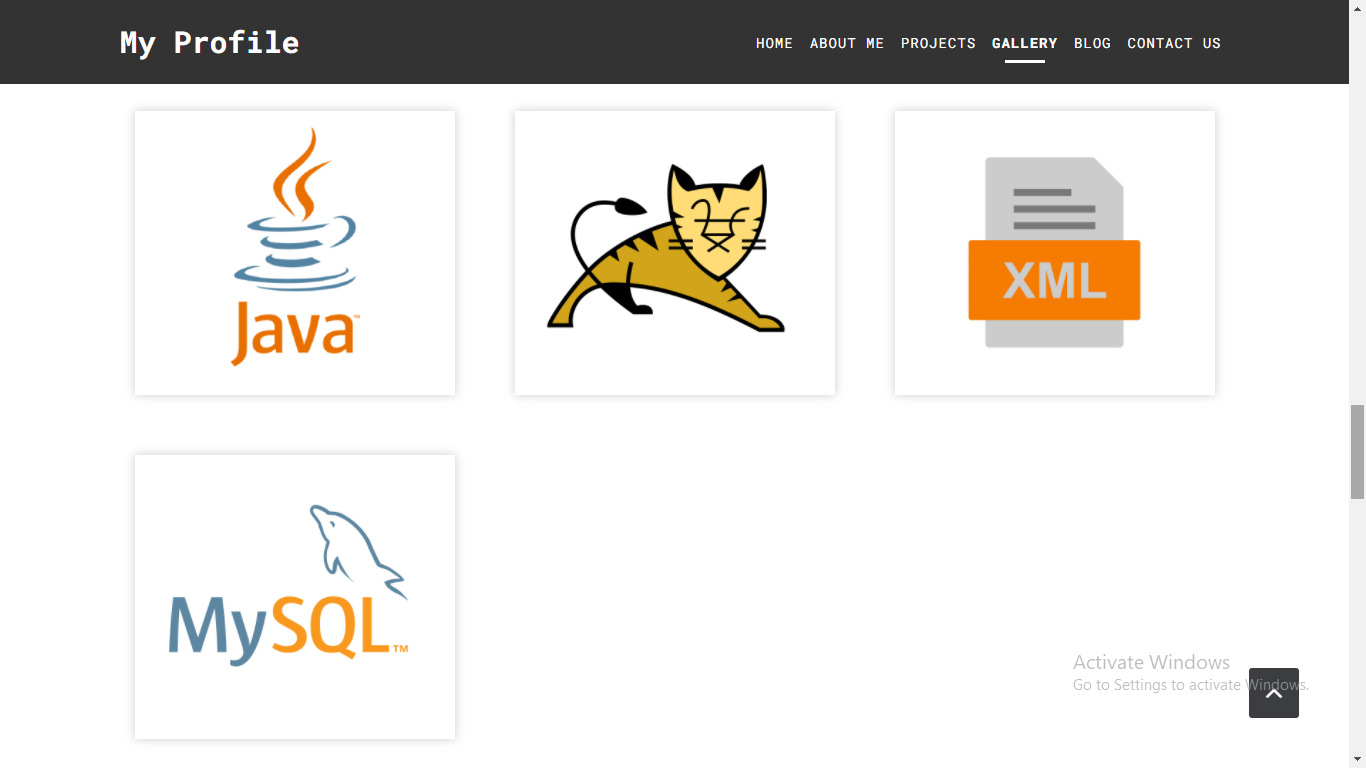 My Profile
HOME ABOUT ME PROJECTS GALLERY BLOG CONTACT US
Java™
XML
MySQL™
Activate Windows
Go to Settings to activate Windows.